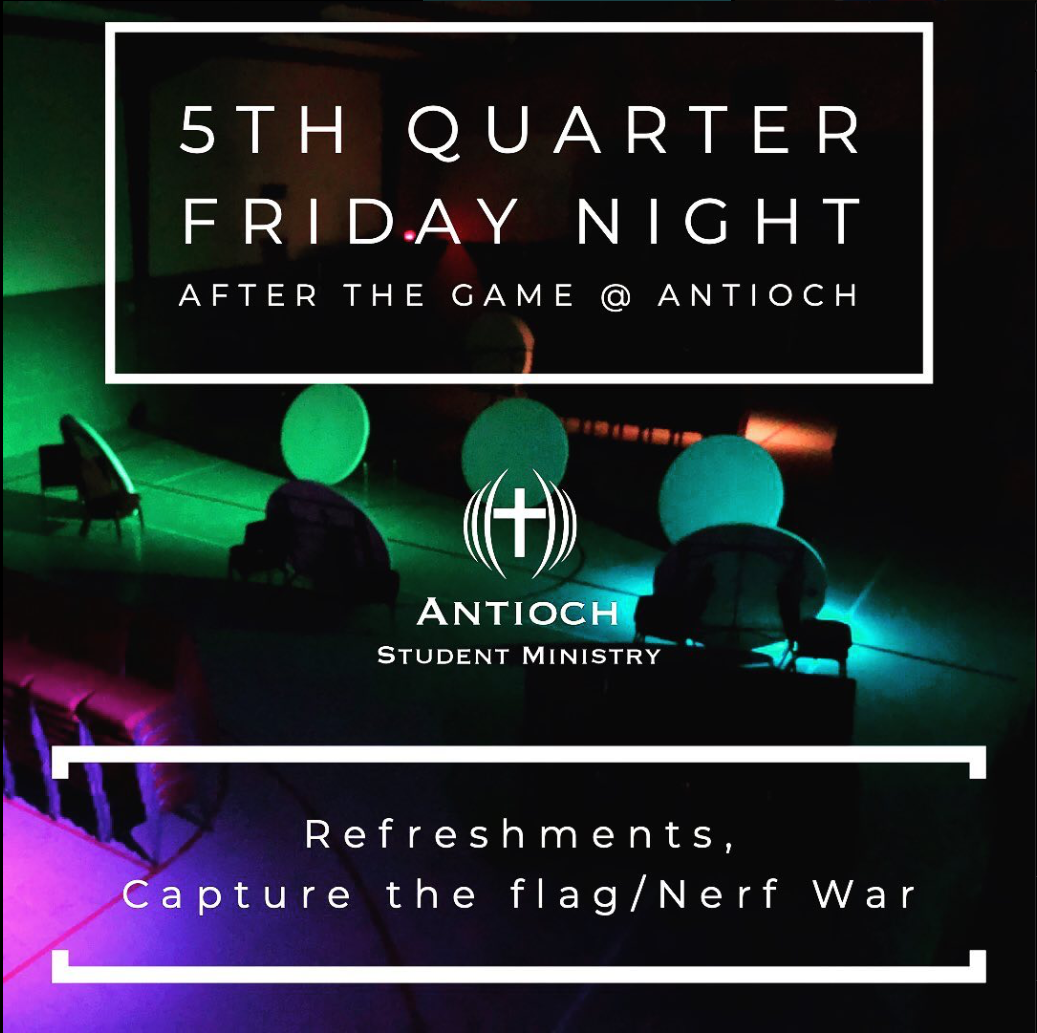 5TH QUARTER
FRIDAY NIGHT
AFTER THE GAME @ ANTIOCH
ANTIOCH
STUDENT MINISTRY
Refreshments,
Capture the flag/Nerf War